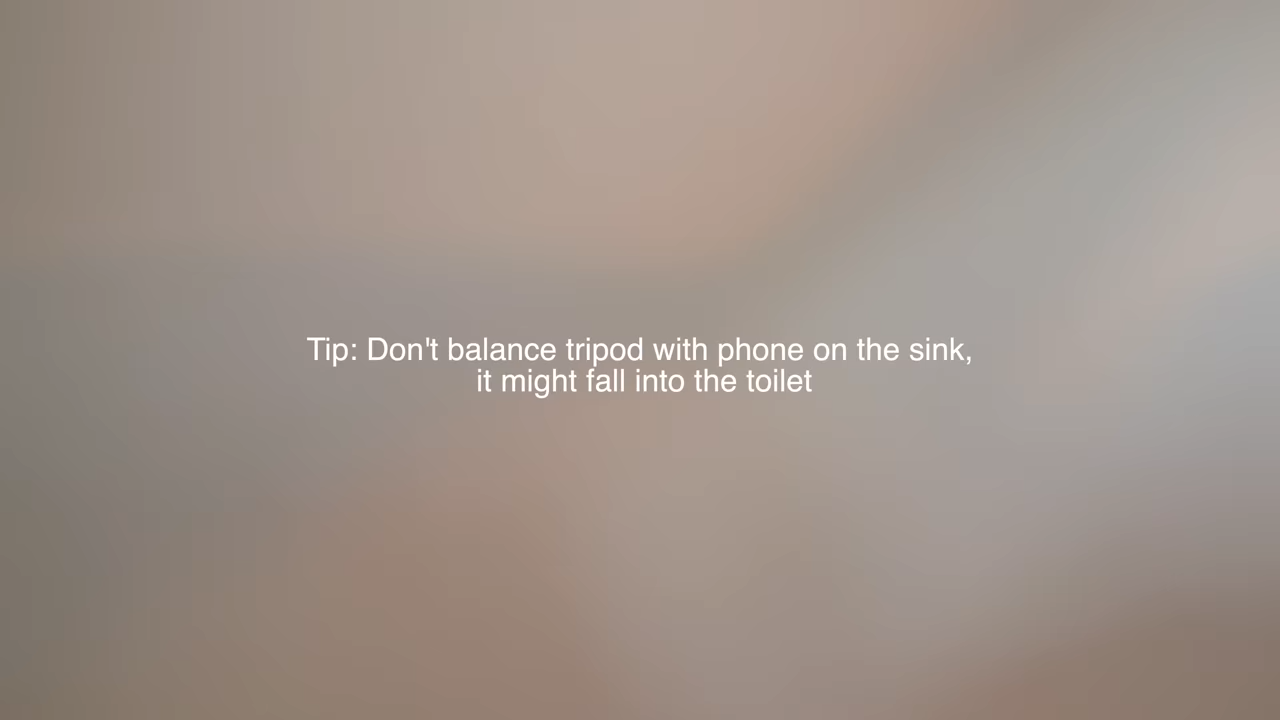 Tip: Don't balance tripod with phone on the sink,
it might fall into the toilet